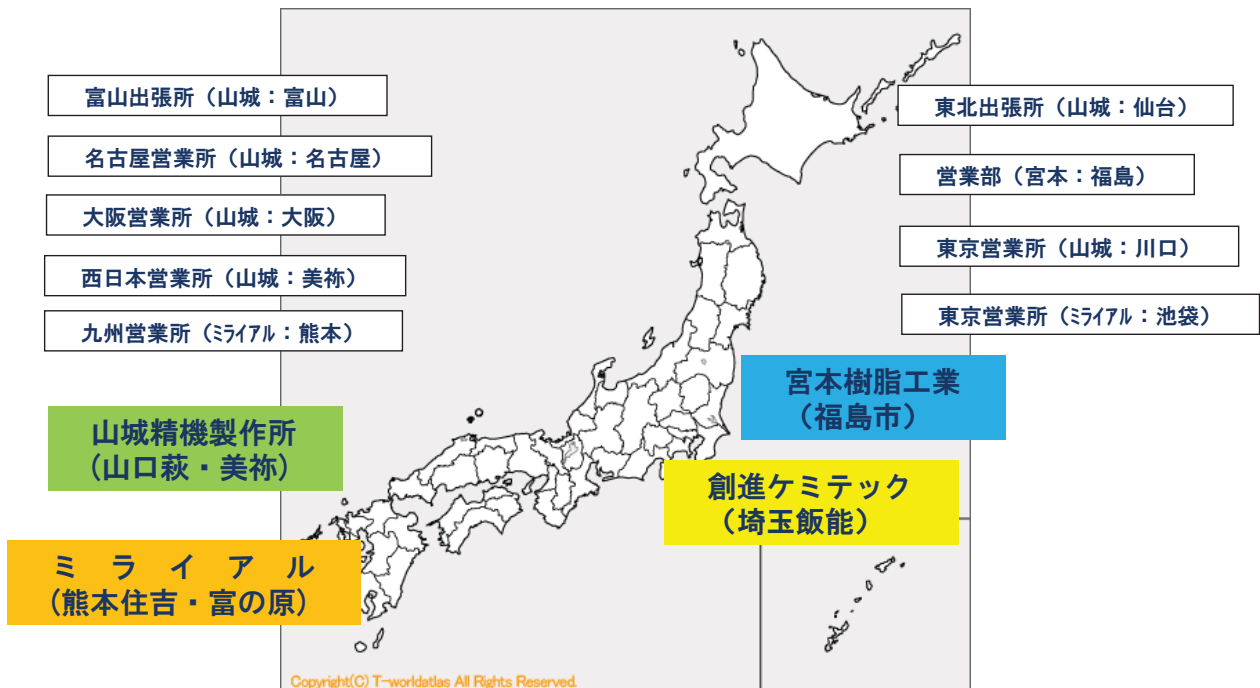 富山出張所（山城：富山）
名古屋営業所（山城：名古屋）
大阪営業所（山城：大阪）
西日本営業所（山城：美祢）
九州営業所（ﾐﾗｲｱﾙ：熊本）
東北出張所（山城：仙台）
営業部（宮本：福島）
東京営業所（山城：川口）
東京営業所（ﾐﾗｲｱﾙ：池袋）
宮本樹脂工業
（福島市）
山城精機製作所
（山口萩・美祢）
創進ケミテック
（埼玉飯能）
ミ　ラ　イ　ア　ル
（熊本住吉・富の原）
Copyright(C) T-worldatlas All Rights Reserved.